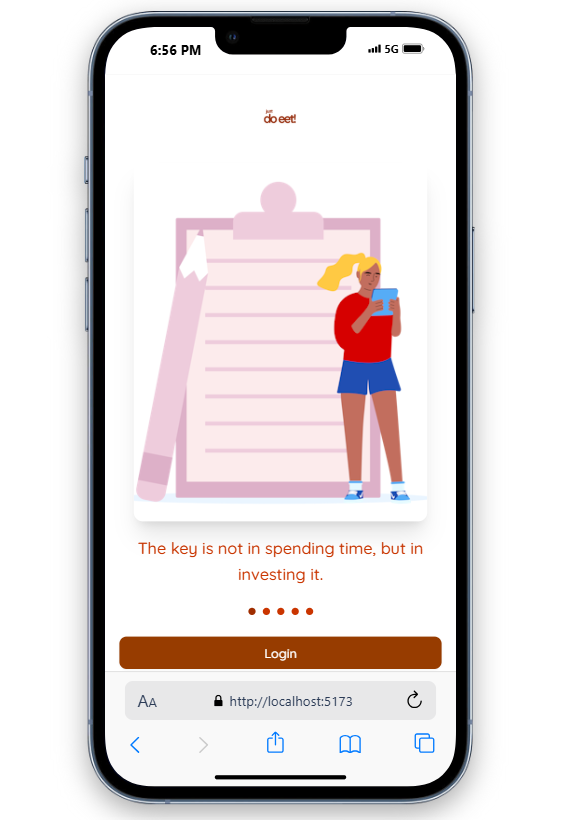 6:56 PM 5G
just
do eet!
The key is not in spending time, but in
investing it.
Login
AA http://localhost:5173